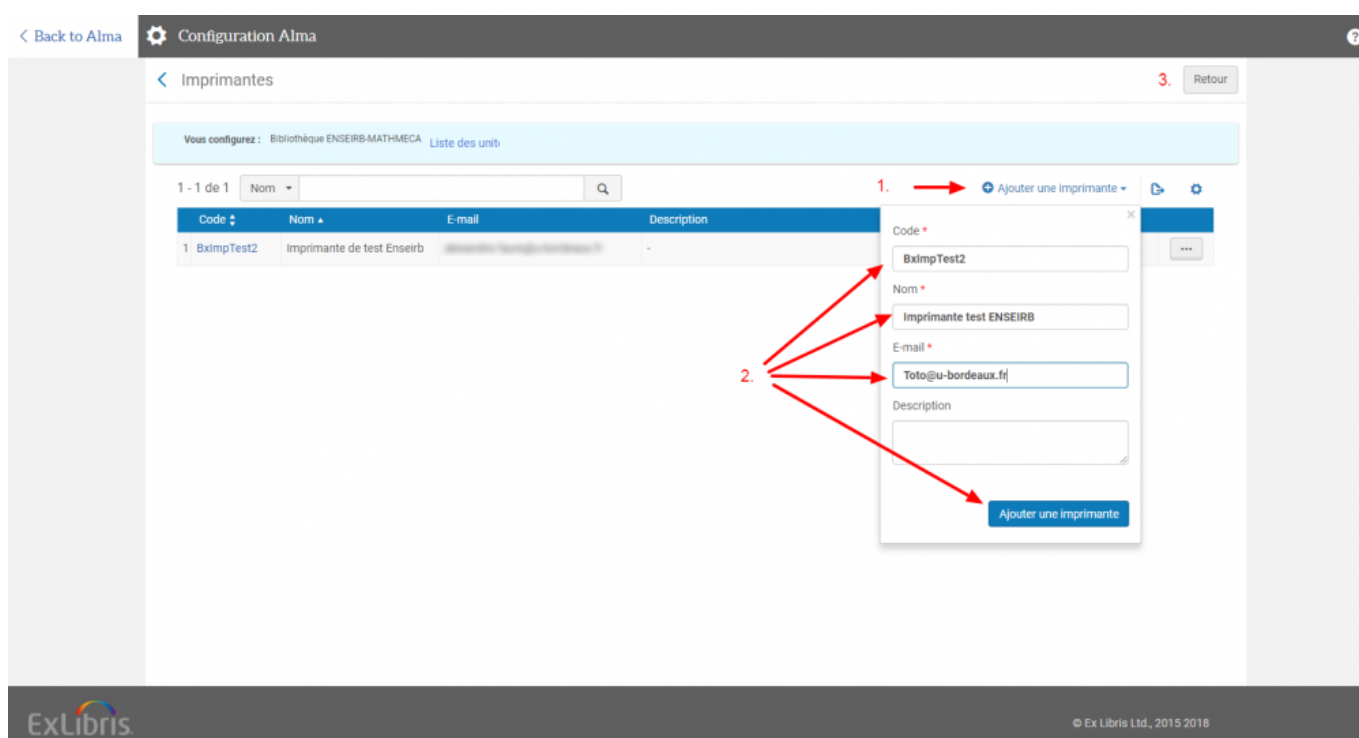 Back to Alma
Configuration Alma
?
Imprimantes
3.
Retour
Vous configurez : Bibliothèque ENSEIRB-MATHMECA Liste des unit
1 - 1 de 1 Nom
1.
Ajouter une imprimante
Code Nom E-mail Description
1 BxImpTest2 Imprimante de test Enseirb - ...
×
Code *
BxImpTest2
Nom *
Imprimante test ENSEIRB
E-mail *
2.
Toto@u-bordeaux.fr
Description
Ajouter une imprimante
ExLibris.
© Ex Libris Ltd., 2015 2018